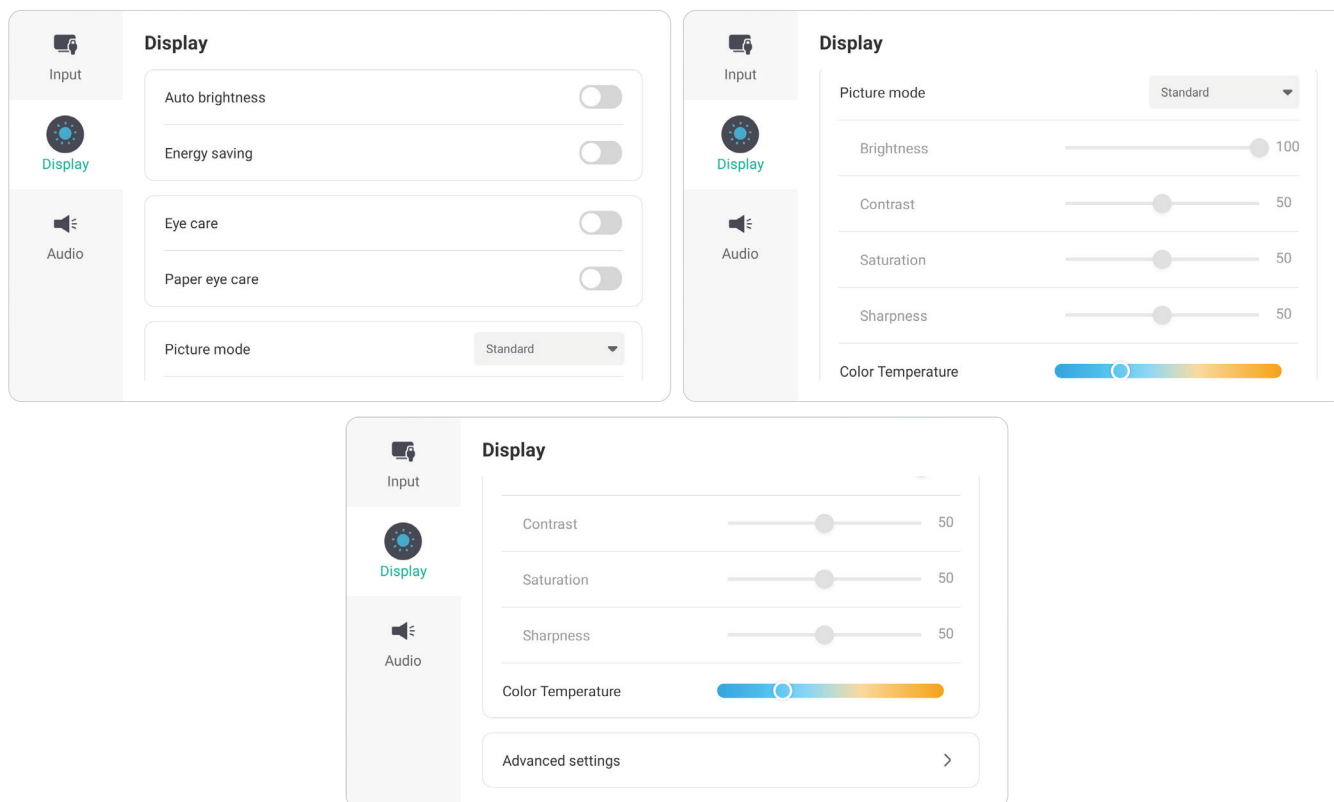 Input
Display
Audio
Display
Auto brightness
Energy saving
Eye care
Paper eye care
Picture mode Standard
Input
Display
Audio
Display
Picture mode Standard
Brightness 100
Contrast 50
Saturation 50
Sharpness 50
Color Temperature
Input
Display
Audio
Display
Contrast 50
Saturation 50
Sharpness 50
Color Temperature
Advanced settings